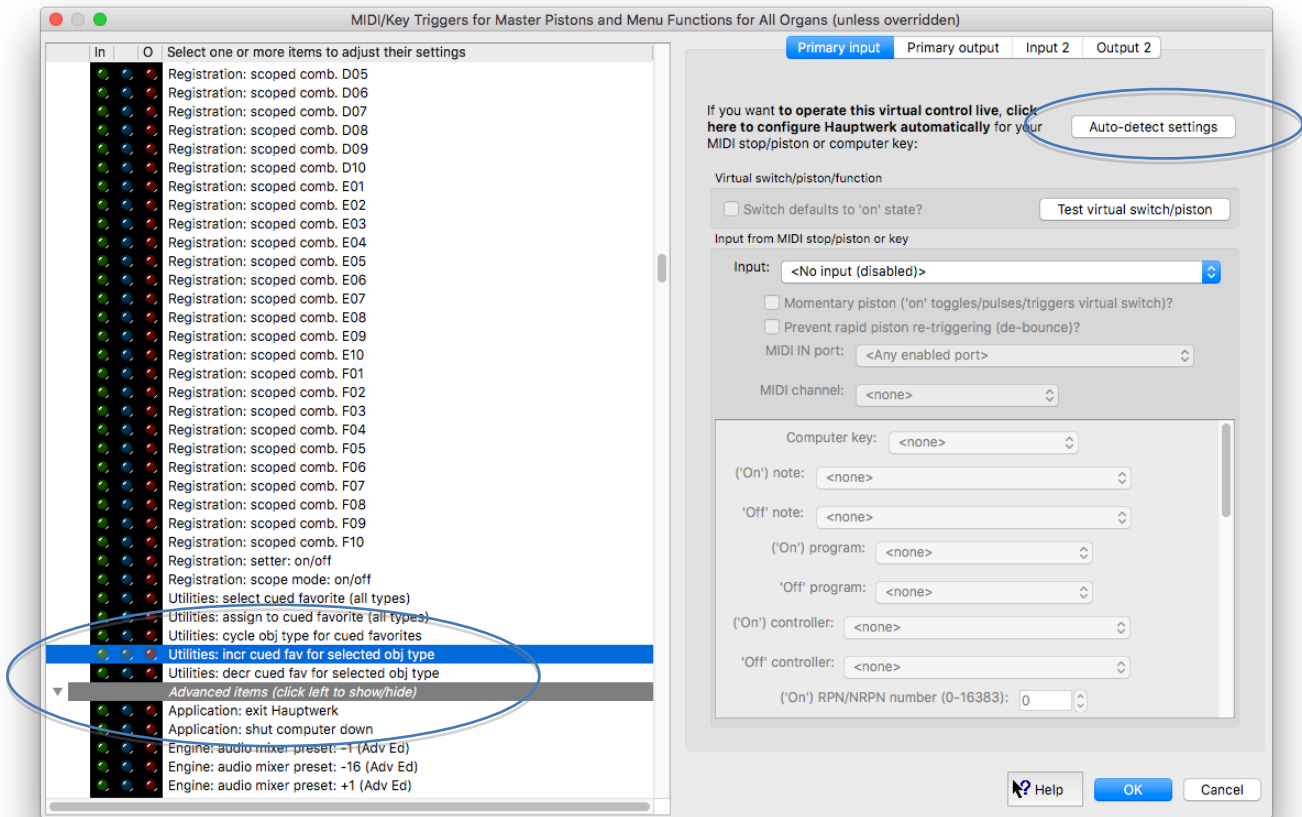 MIDI/Key Triggers for Master Pistons and Menu Functions for All Organs (unless overridden)
In O Select one or more items to adjust their settings
Registration: scoped comb. D05
Registration: scoped comb. D06
Registration: scoped comb. D07
Registration: scoped comb. D08
Registration: scoped comb. D09
Registration: scoped comb. D10
Registration: scoped comb. E01
Registration: scoped comb. E02
Registration: scoped comb. E03
Registration: scoped comb. E04
Registration: scoped comb. E05
Registration: scoped comb. E06
Registration: scoped comb. E07
Registration: scoped comb. E08
Registration: scoped comb. E09
Registration: scoped comb. E10
Registration: scoped comb. F01
Registration: scoped comb. F02
Registration: scoped comb. F03
Registration: scoped comb. F04
Registration: scoped comb. F05
Registration: scoped comb. F06
Registration: scoped comb. F07
Registration: scoped comb. F08
Registration: scoped comb. F09
Registration: scoped comb. F10
Registration: setter: on/off
Registration: scope mode: on/off
Utilities: select cued favorite (all types)
Utilities: assign to cued favorite (all types)
Utilities: cycle obj type for cued favorites
Utilities: incr cued fav for selected obj type
Utilities: decr cued fav for selected obj type
Advanced items (click left to show/hide)
Application: exit Hauptwerk
Application: shut computer down
Engine: audio mixer preset: -1 (Adv Ed)
Engine: audio mixer preset: -16 (Adv Ed)
Engine: audio mixer preset: +1 (Adv Ed)
Primary input Primary output Input 2 Output 2
If you want to operate this virtual control live, click
here to configure Hauptwerk automatically for your
MIDI stop/piston or computer key:
Auto-detect settings
Virtual switch/piston/function
Switch defaults to 'on' state? Test virtual switch/piston
Input from MIDI stop/piston or key
Input: <No input (disabled)>
Momentary piston ('on' toggles/pulses/triggers virtual switch)?
Prevent rapid piston re-triggering (de-bounce)?
MIDI IN port: <Any enabled port>
MIDI channel: <none>
Computer key: <none>
('On') note: <none>
'Off' note: <none>
('On') program: <none>
'Off' program: <none>
('On') controller: <none>
'Off' controller: <none>
('On') RPN/NRPN number (0-16383): 0
Help OK Cancel